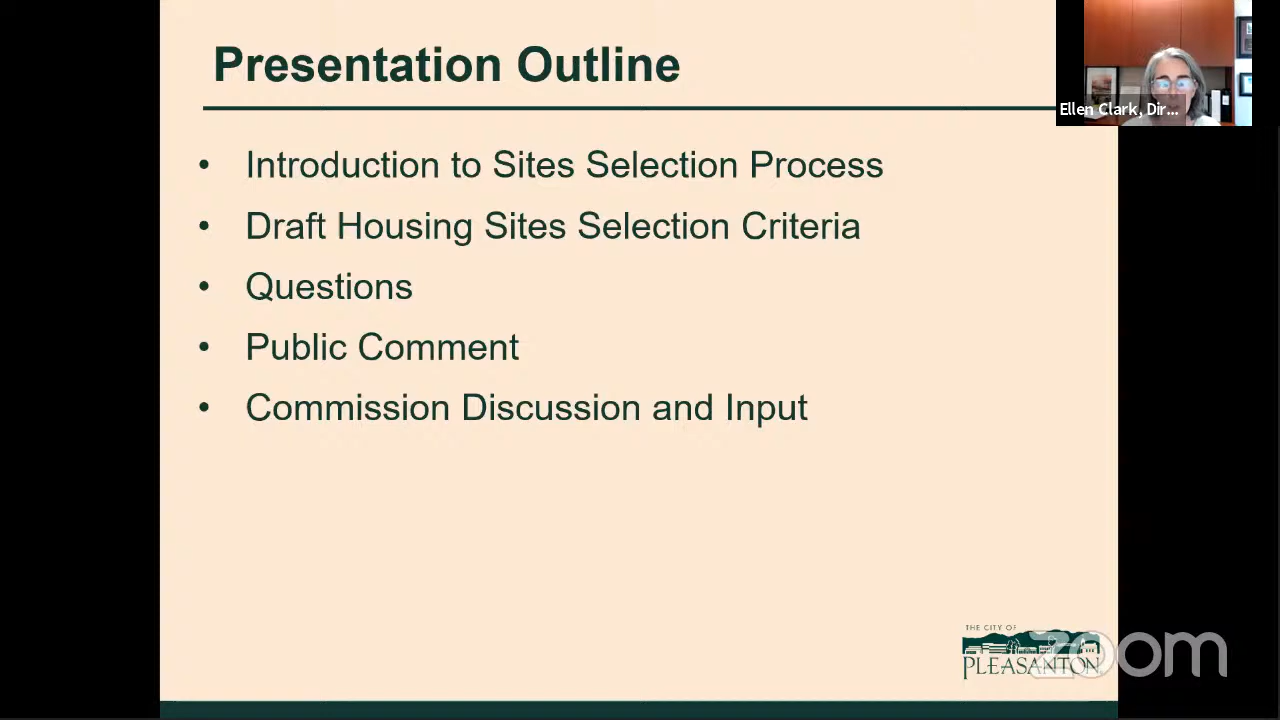 Presentation Outline
Ellen Clark, Dir...
• Introduction to Sites Selection Process
• Draft Housing Sites Selection Criteria
• Questions
• Public Comment
• Commission Discussion and Input
THE CITY OF
PLEASANTON
zoom